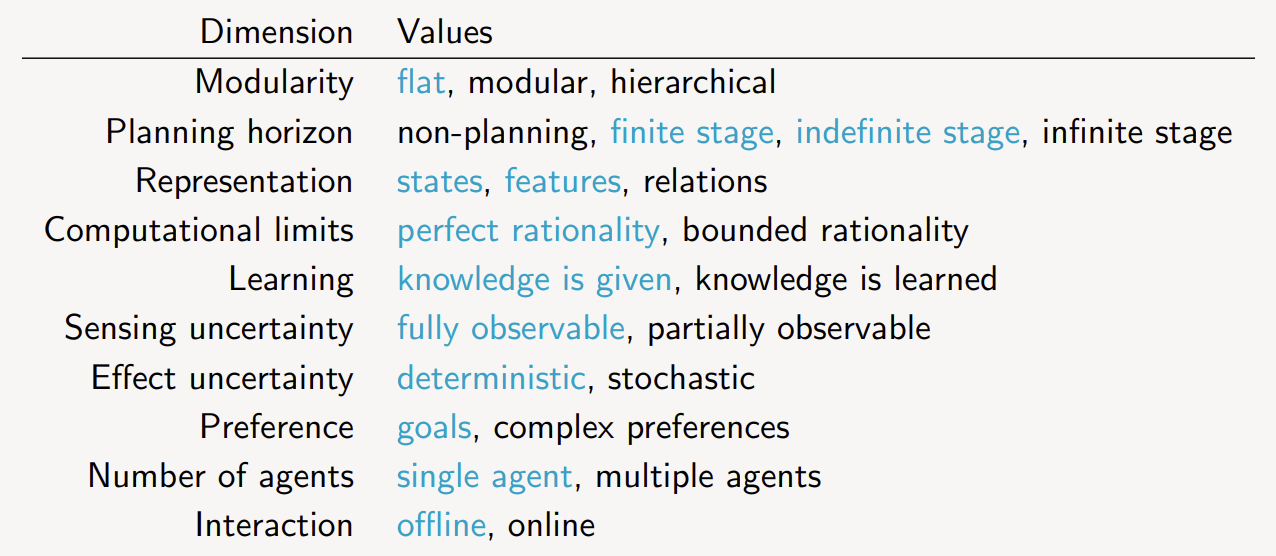 Dimension Values
Modularity flat, modular, hierarchical
Planning horizon non-planning, finite stage, indefinite stage, infinite stage
Representation states, features, relations
Computational limits perfect rationality, bounded rationality
Learning knowledge is given, knowledge is learned
Sensing uncertainty fully observable, partially observable
Effect uncertainty deterministic, stochastic
Preference goals, complex preferences
Number of agents single agent, multiple agents
Interaction offline, online